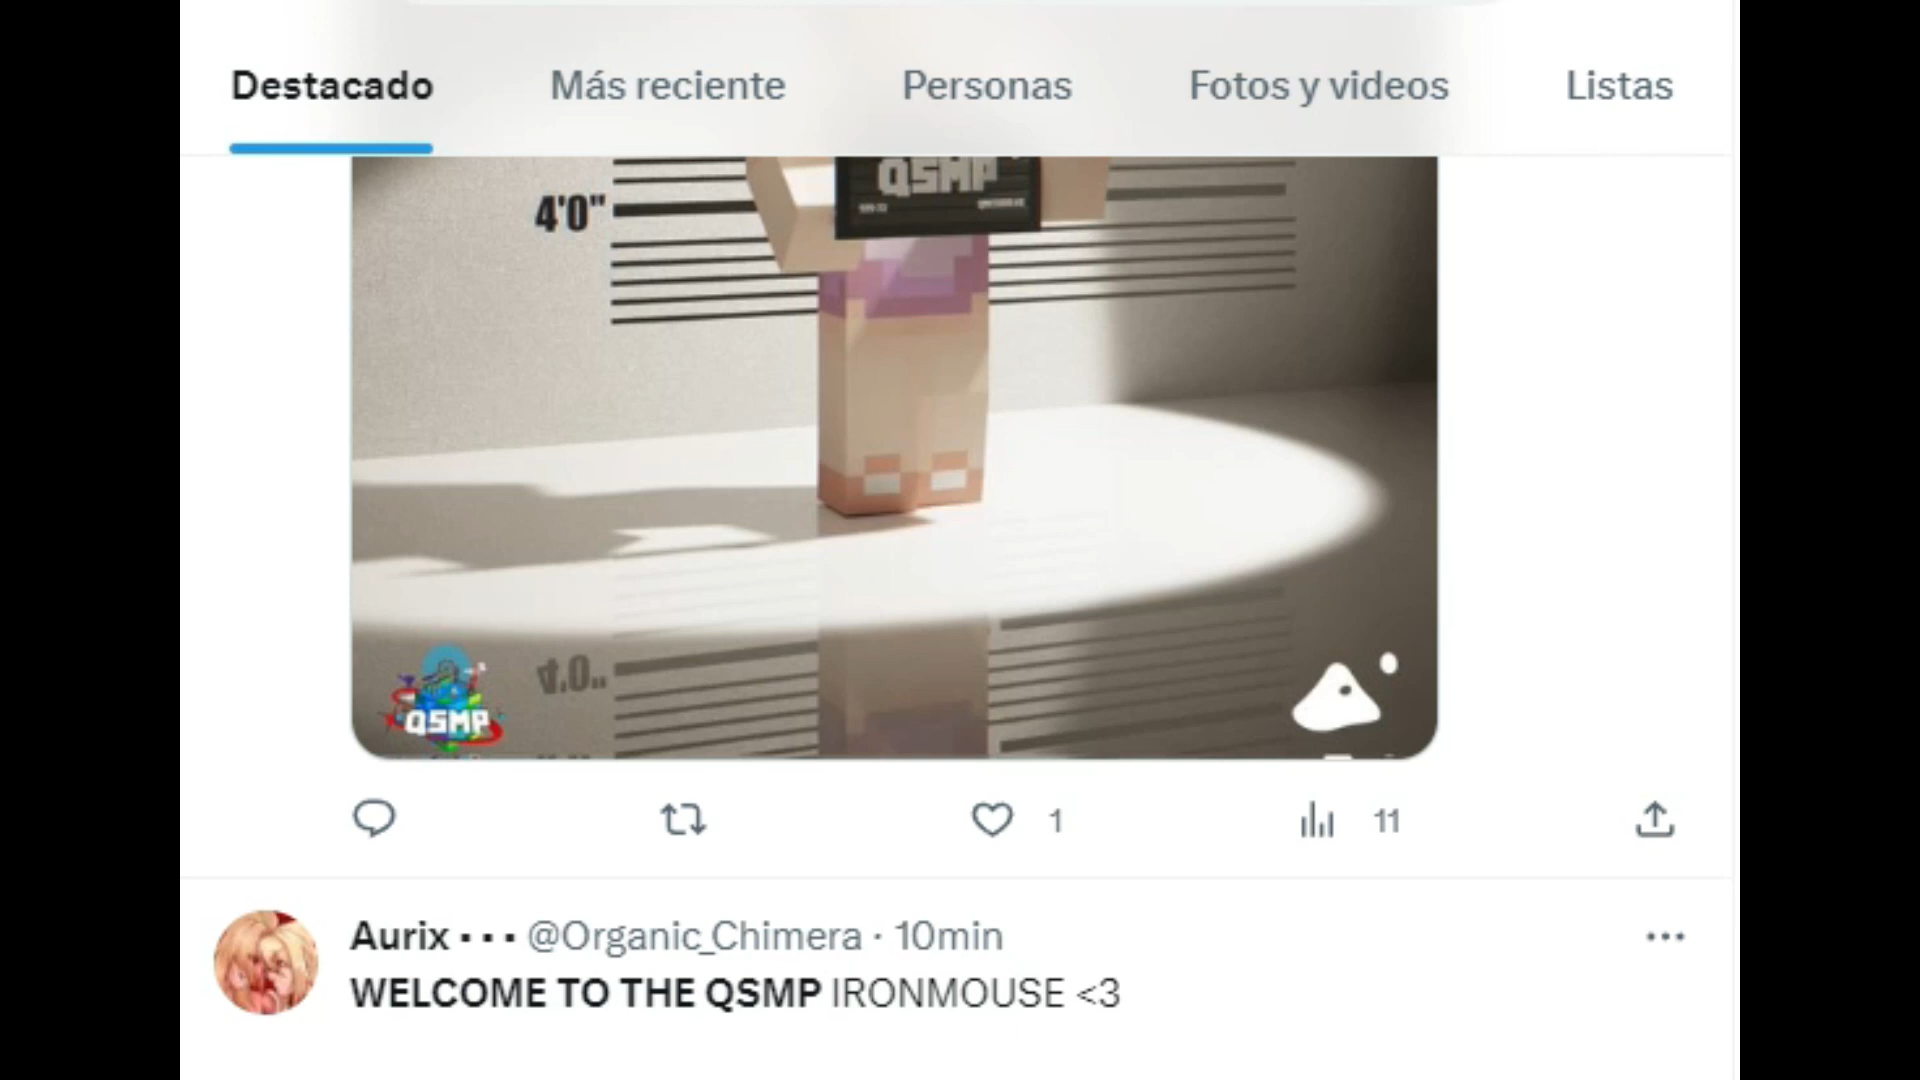 Destacado Más reciente Personas Fotos y videos Listas
QSMP
4'0"
QSMP
1 11
Aurix • • • @Organic_Chimera · 10min
WELCOME TO THE QSMP IRONMOUSE <3